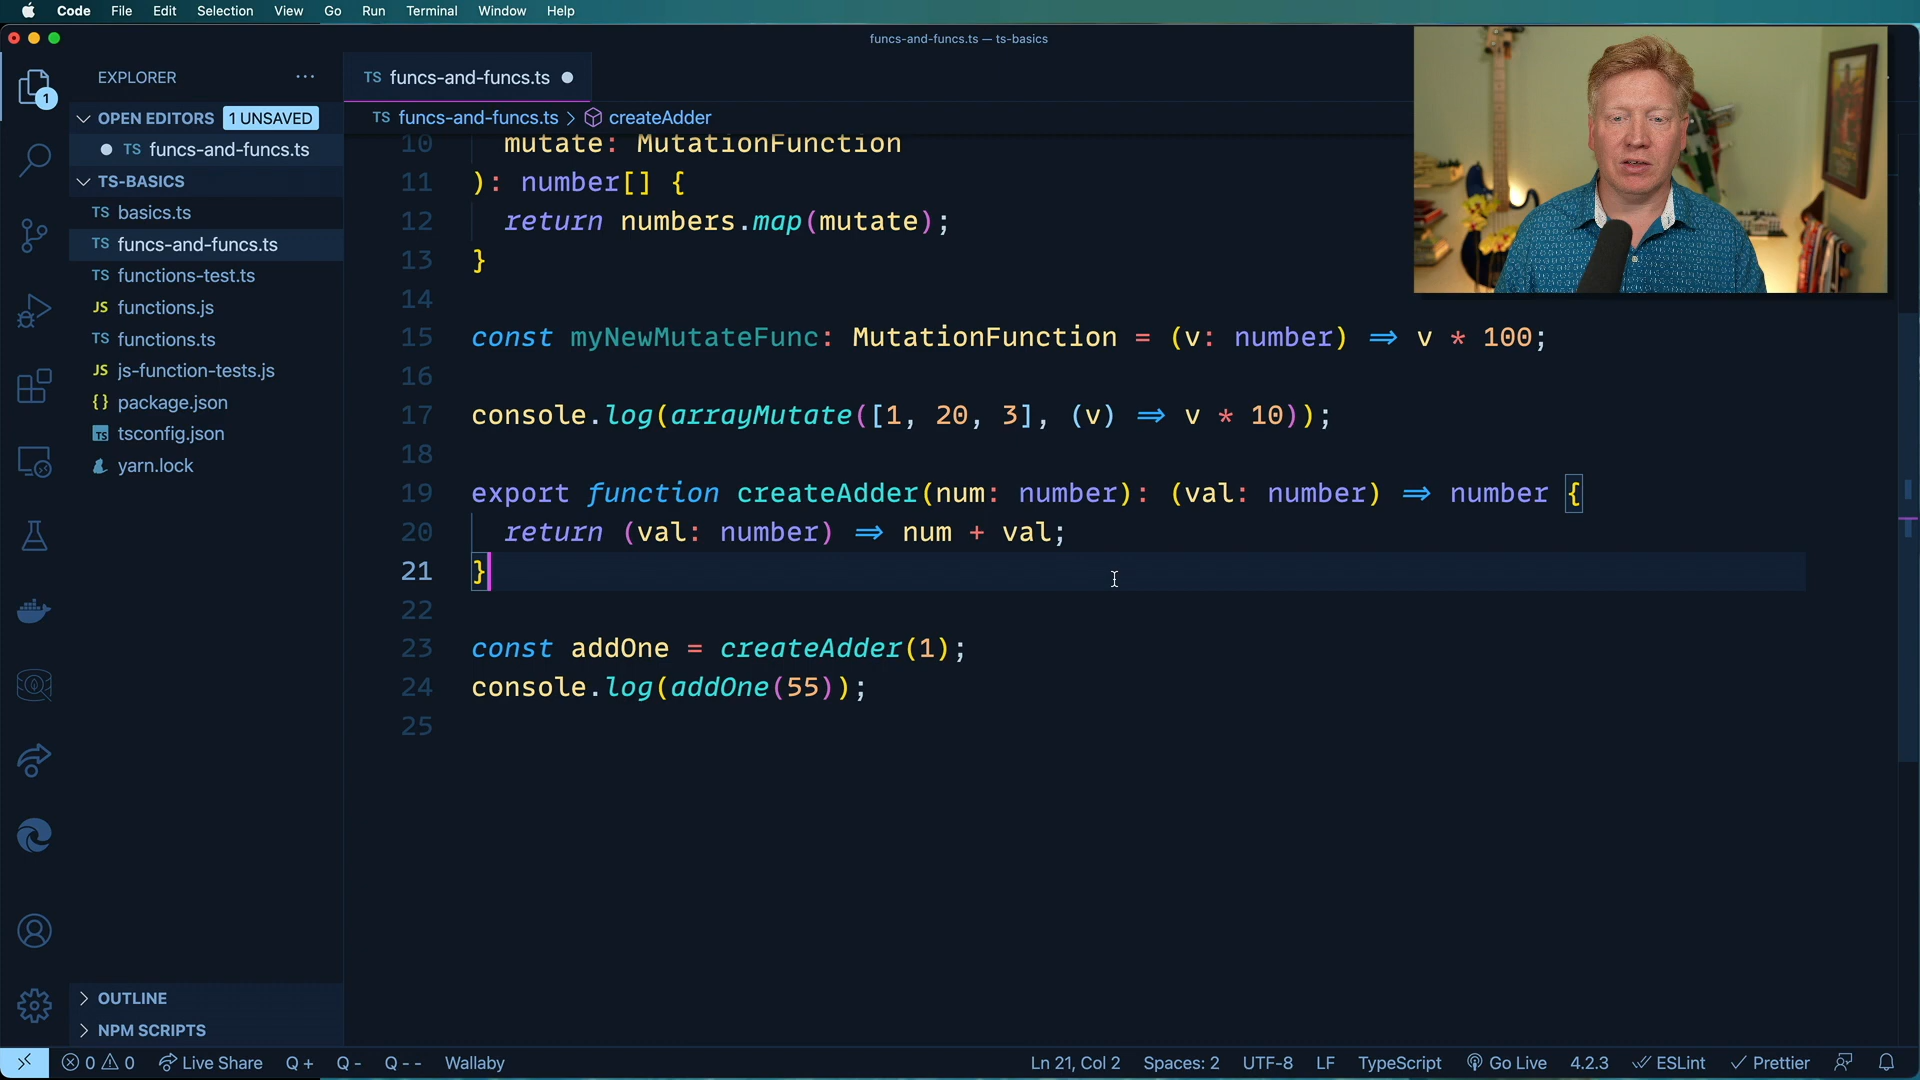 Code File Edit Selection View Go Run Terminal Window Help
funcs-and-funcs.ts — ts-basics
EXPLORER ···
1
OPEN EDITORS 1 UNSAVED
TS funcs-and-funcs.ts
TS-BASICS
TS basics.ts
TS funcs-and-funcs.ts
TS functions-test.ts
JS functions.js
TS functions.ts
JS js-function-tests.js
{} package.json
TS tsconfig.json
yarn.lock
OUTLINE
NPM SCRIPTS
TS funcs-and-funcs.ts
TS funcs-and-funcs.ts > createAdder
10 mutate: MutationFunction
11 ): number[] {
12 return numbers.map(mutate);
13 }
14
15 const myNewMutateFunc: MutationFunction = (v: number) ⇒ v * 100;
16
17 console.log(arrayMutate([1, 20, 3], (v) ⇒ v * 10));
18
19 export function createAdder(num: number): (val: number) ⇒ number {
20 return (val: number) ⇒ num + val;
21 }
22
23 const addOne = createAdder(1);
24 console.log(addOne(55));
25
0 0 Live Share Q + Q - Q - - Wallaby Ln 21, Col 2 Spaces: 2 UTF-8 LF TypeScript Go Live 4.2.3 ESLint Prettier